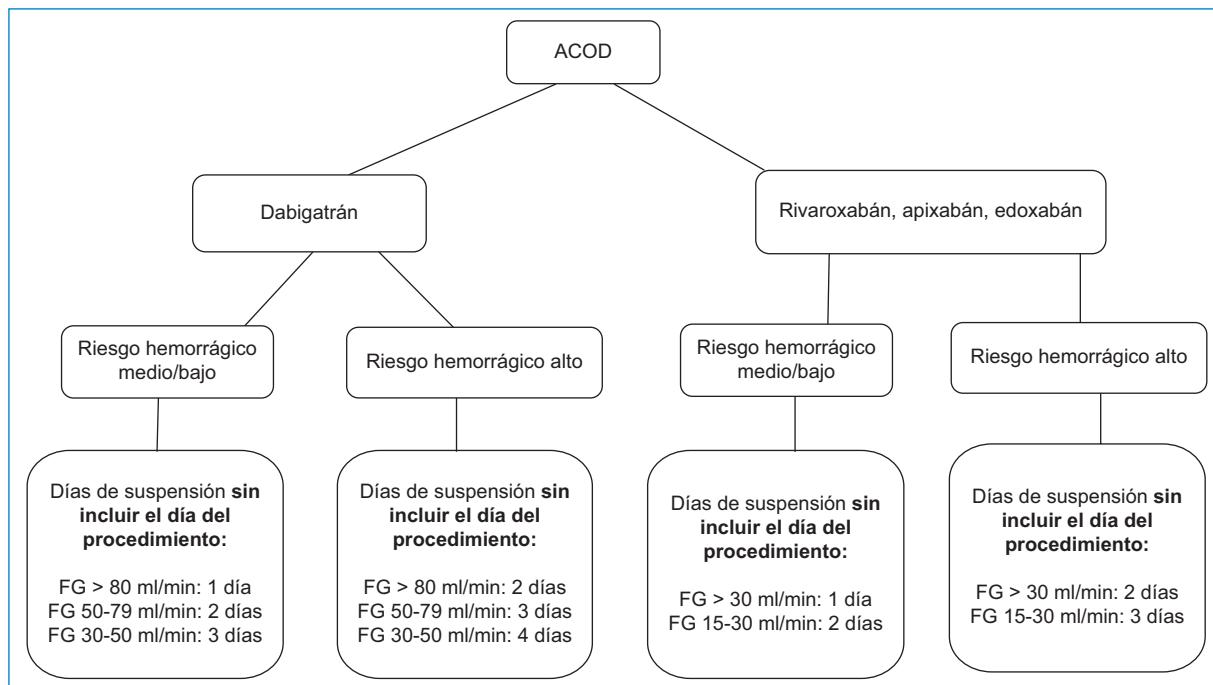 ACOD
Dabigatrán
Rivaroxabán, apixabán, edoxabán
Riesgo hemorrágico
medio/bajo
Riesgo hemorrágico alto
Riesgo hemorrágico
medio/bajo
Riesgo hemorrágico alto
Días de suspensión sin
incluir el día del
procedimiento:
FG > 80 ml/min: 1 día
FG 50-79 ml/min: 2 días
FG 30-50 ml/min: 3 días
Días de suspensión sin
incluir el día del
procedimiento:
FG > 80 ml/min: 2 días
FG 50-79 ml/min: 3 días
FG 30-50 ml/min: 4 días
Días de suspensión sin
incluir el día del
procedimiento:
FG > 30 ml/min: 1 día
FG 15-30 ml/min: 2 días
Días de suspensión sin
incluir el día del
procedimiento:
FG > 30 ml/min: 2 días
FG 15-30 ml/min: 3 días